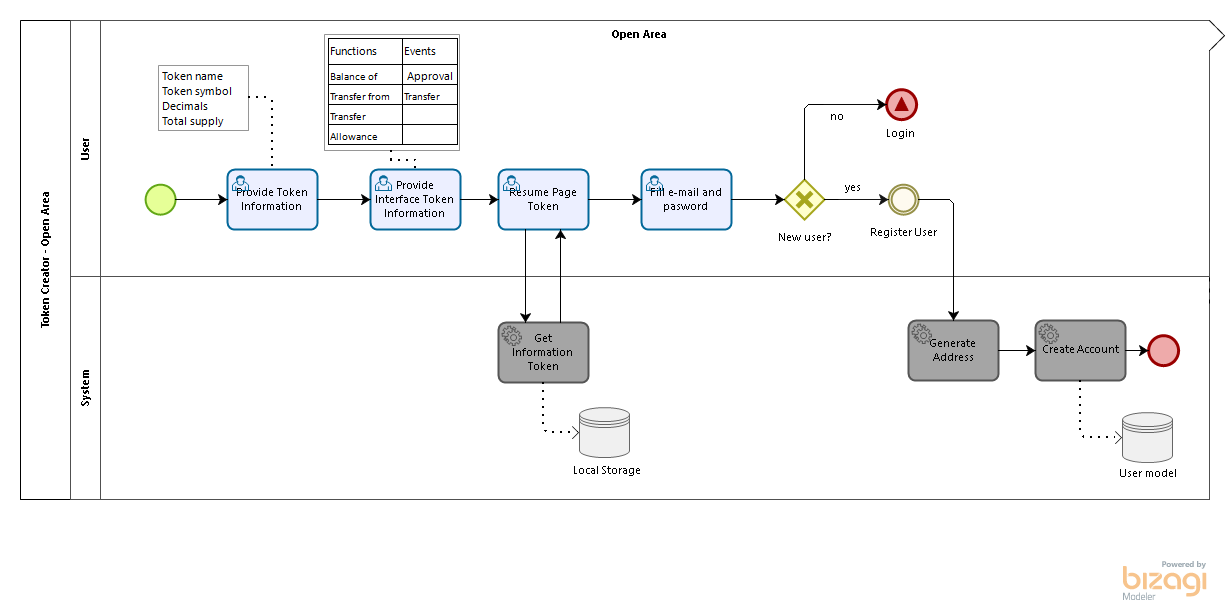 Open Area
Token Creator - Open Area
User
System
Token name
Token symbol
Decimals
Total supply
Functions Events
Balance of Approval
Transfer from Transfer
Transfer
Allowance
Provide Token
Information
Provide
Interface Token
Information
Resume Page
Token
Fill e-mail and
pasword
New user?
no
Login
yes
Register User
Get
Information
Token
Local Storage
Generate
Address
Create Account
User model
Powered by
bizagi
Modeler